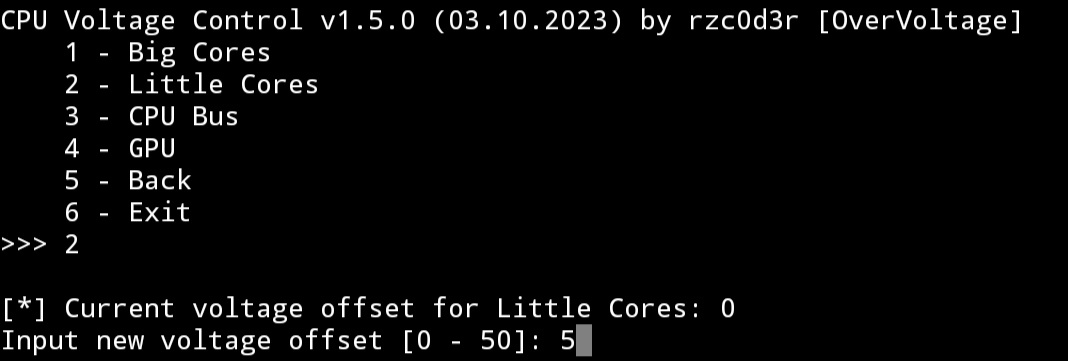 CPU Voltage Control v1.5.0 (03.10.2023) by rzc0d3r [OverVoltage]
    1 - Big Cores
    2 - Little Cores
    3 - CPU Bus
    4 - GPU
    5 - Back
    6 - Exit
>>> 2

[*] Current voltage offset for Little Cores: 0
Input new voltage offset [0 - 50]: 5